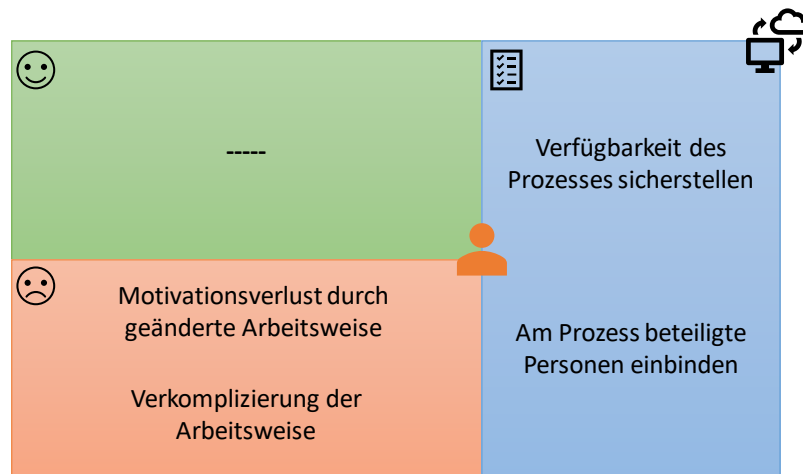 -----
Motivationsverlust durch
geänderte Arbeitsweise
Verkomplizierung der
Arbeitsweise
Verfügbarkeit des
Prozesses sicherstellen
Am Prozess beteiligte
Personen einbinden